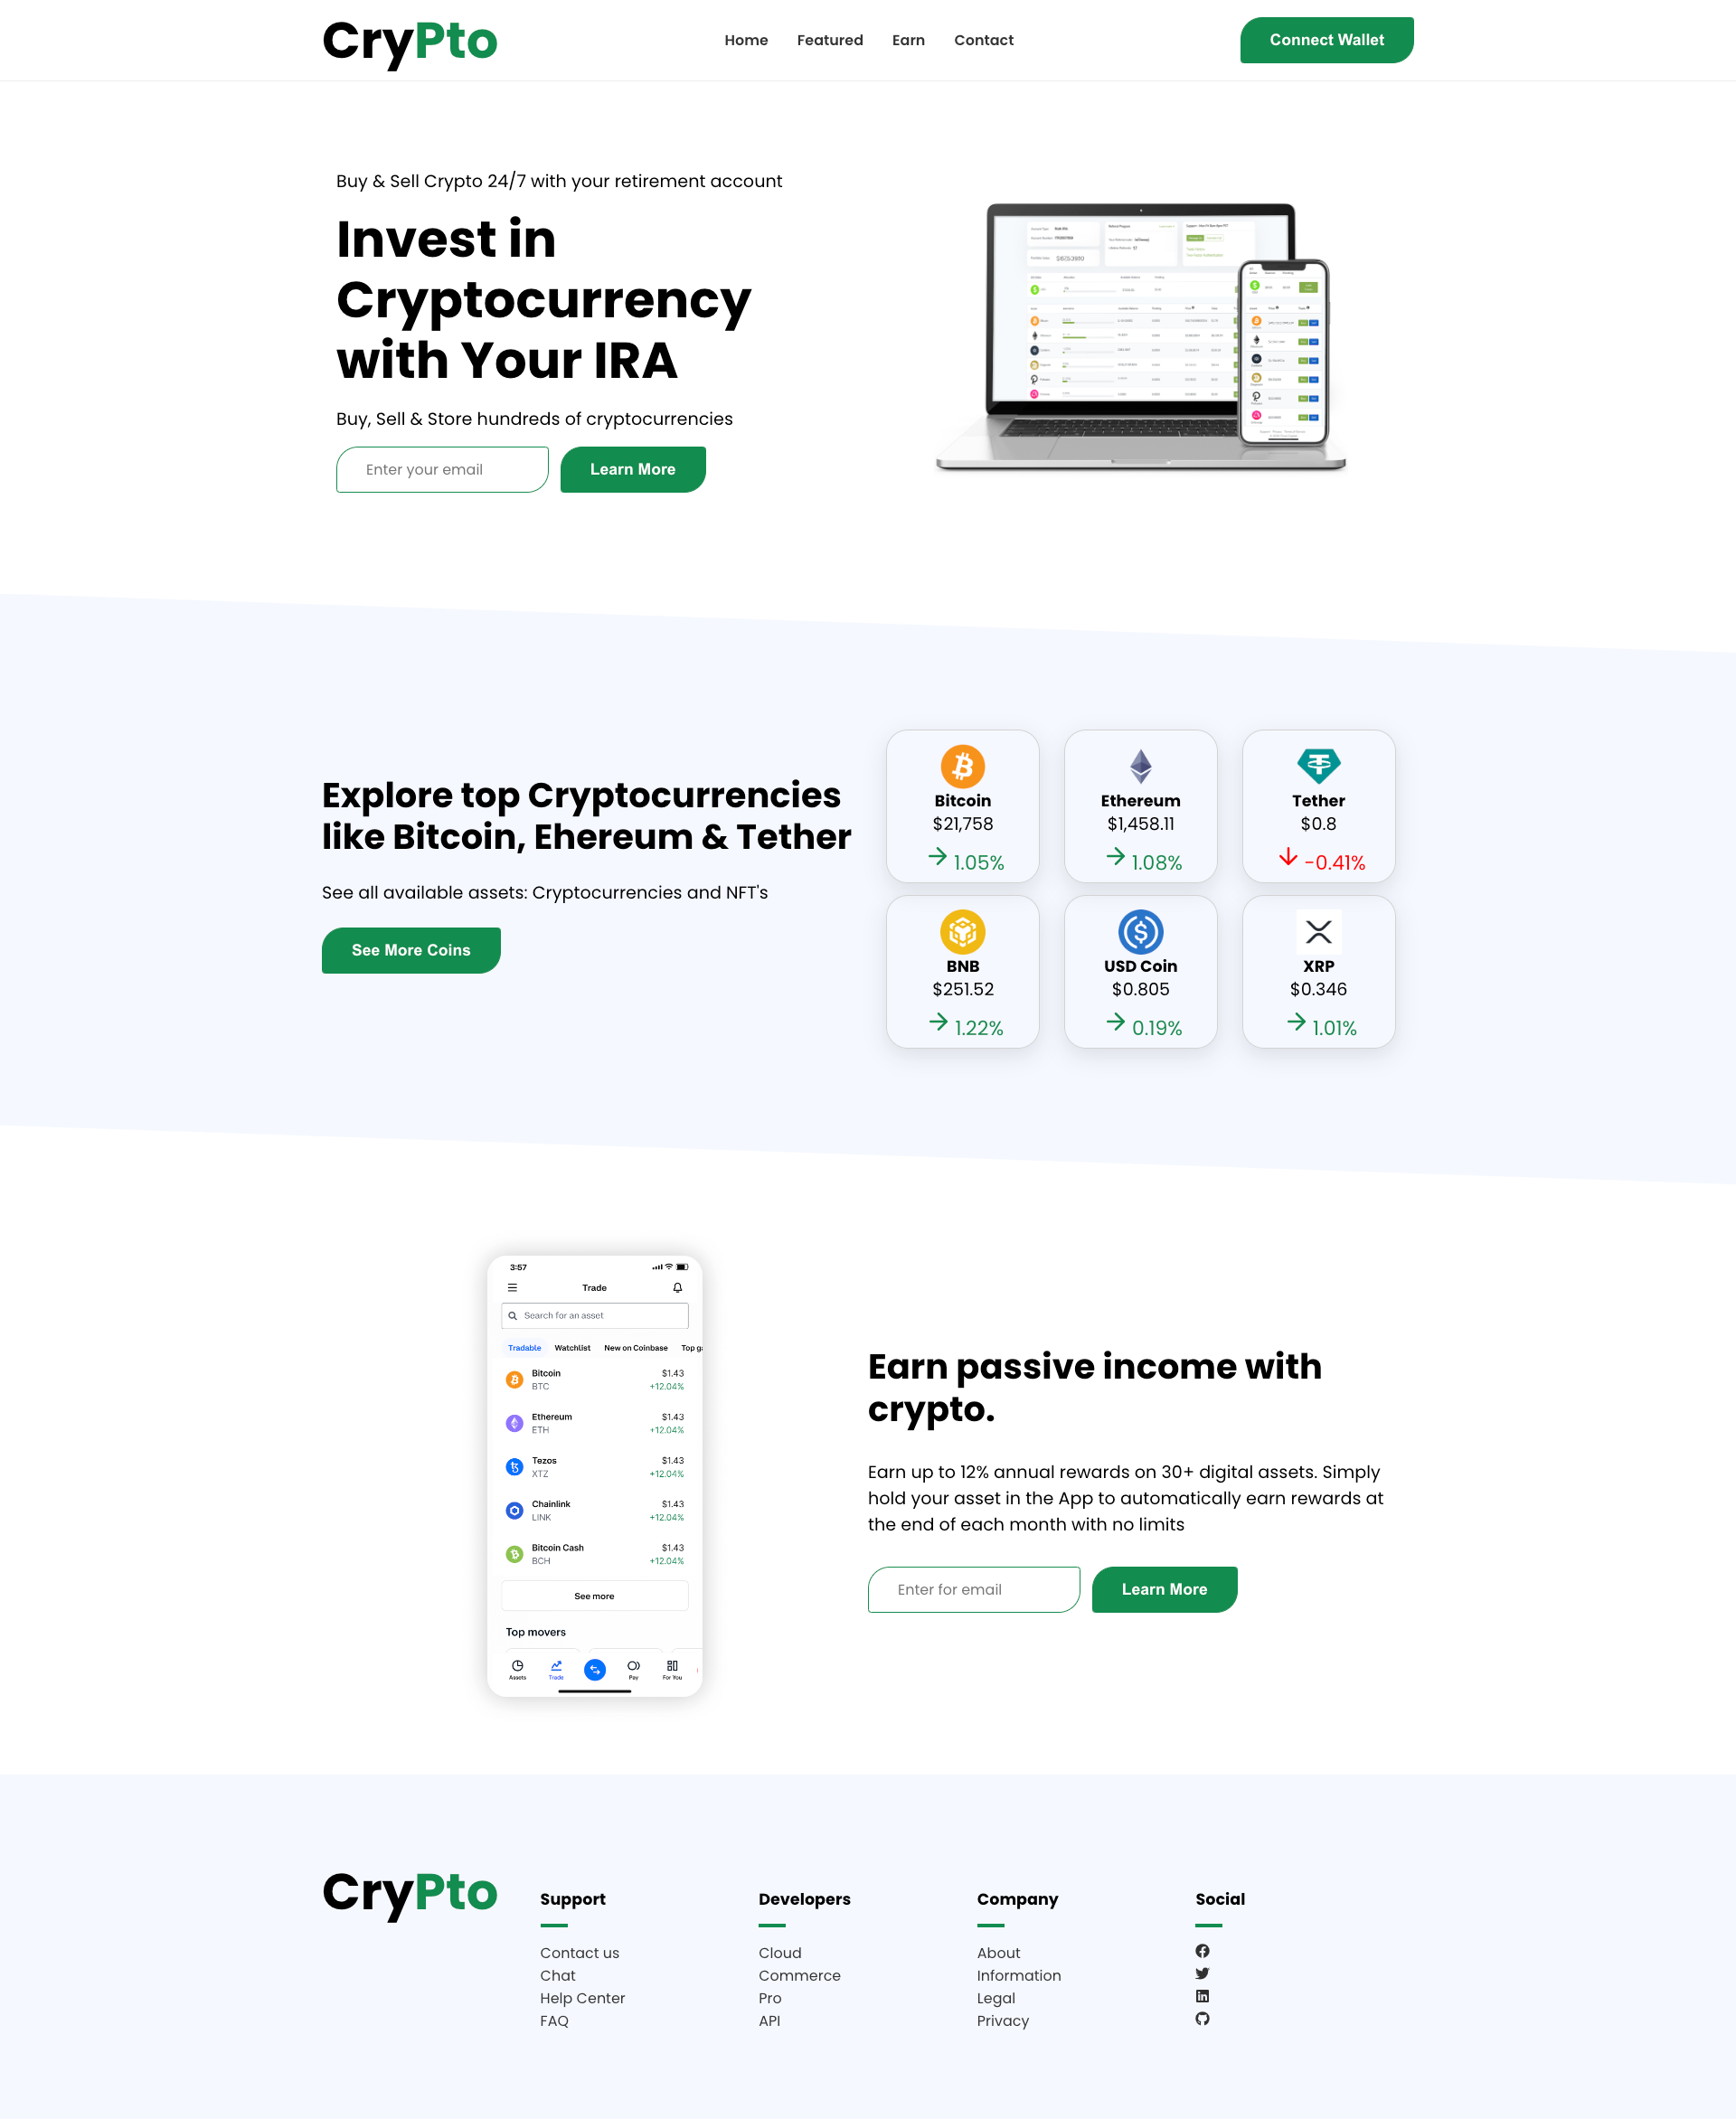 CryPto
Home Featured Earn Contact
Connect Wallet
Buy & Sell Crypto 24/7 with your retirement account
Invest in
Cryptocurrency
with Your IRA
Buy, Sell & Store hundreds of cryptocurrencies
Enter your email
Learn More
Explore top Cryptocurrencies
like Bitcoin, Ehereum & Tether
See all available assets: Cryptocurrencies and NFT's
See More Coins
Bitcoin
$21,758
1.05%
Ethereum
$1,458.11
1.08%
Tether
$0.8
-0.41%
BNB
$251.52
1.22%
USD Coin
$0.805
0.19%
XRP
$0.346
1.01%
3:57
Trade
Search for an asset
Tradable Watchlist New on Coinbase Top
Bitcoin $1.43
BTC +12.04%
Ethereum $1.43
ETH +12.04%
Tezos $1.43
XTZ +12.04%
Chainlink $1.43
LINK +12.04%
Bitcoin Cash $1.43
BCH +12.04%
See more
Top movers
Assets Trade Pay For You
Earn passive income with
crypto.
Earn up to 12% annual rewards on 30+ digital assets. Simply
hold your asset in the App to automatically earn rewards at
the end of each month with no limits
Enter for email
Learn More
CryPto
Support
Contact us
Chat
Help Center
FAQ
Developers
Cloud
Commerce
Pro
API
Company
About
Information
Legal
Privacy
Social